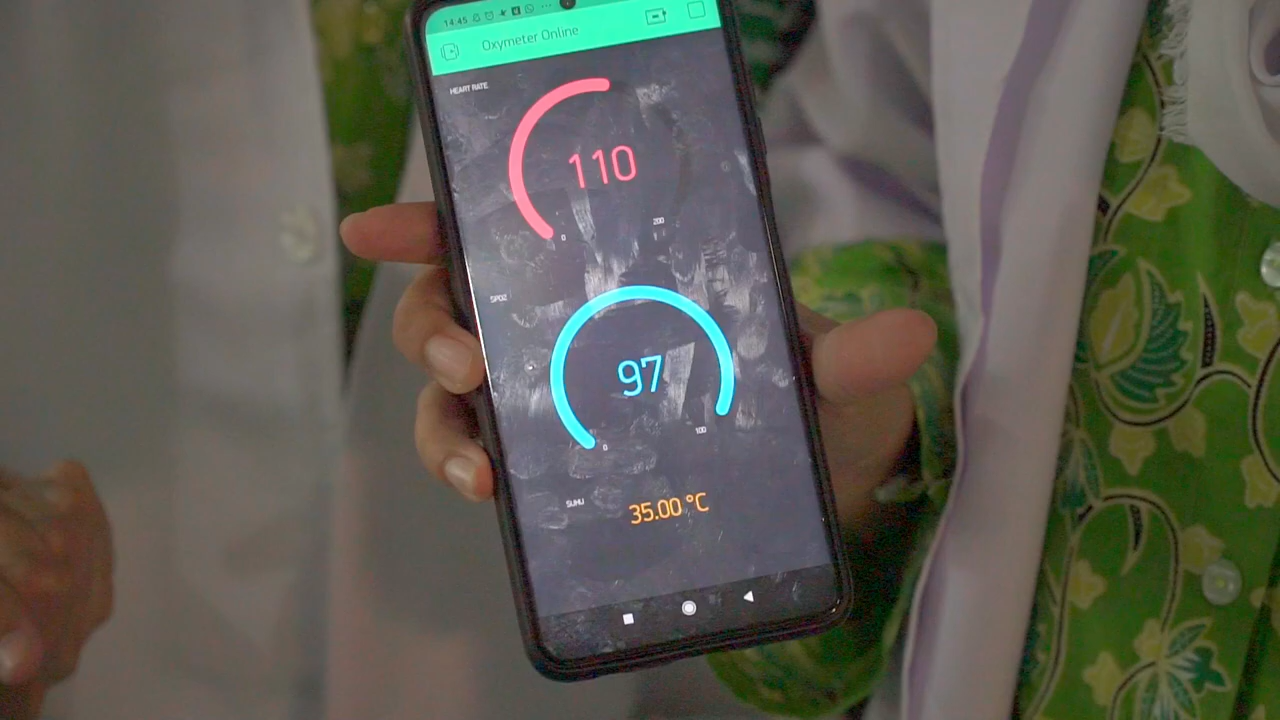 14:45
Oxymeter Online
HEART RATE
110
0
200
SPO2
97
0
100
SUHU
35.00 °C